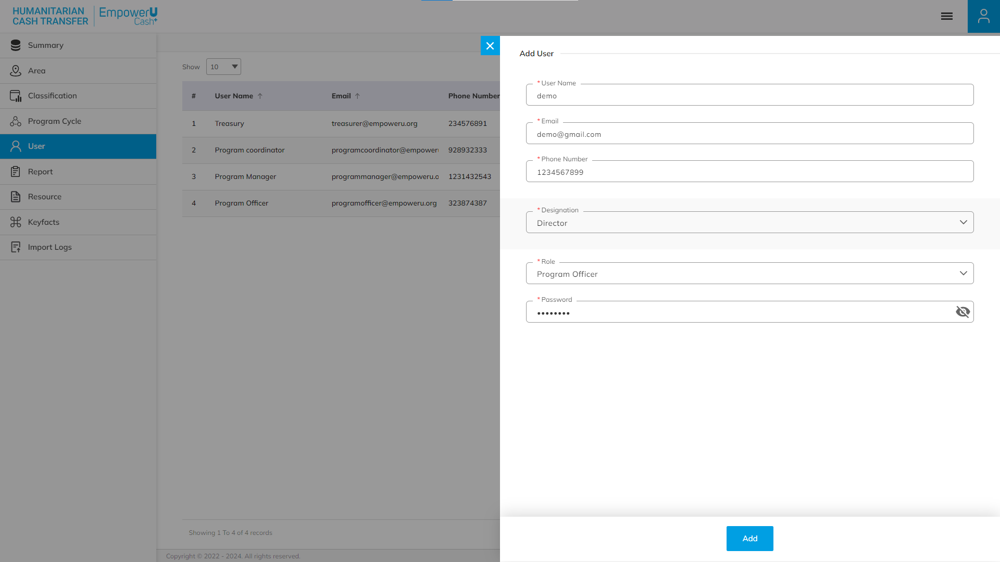 HUMANITARIAN
CASH TRANSFER
EmpowerU
Cash+
Summary
Area
Classification
Program Cycle
User
Report
Resource
Keyfacts
Import Logs
Show 10
# User Name Email Phone Number
1 Treasury treasurer@empoweru.org 234576891
2 Program coordinator programcoordinator@empoweru 928932333
3 Program Manager programmanager@empoweru.o 1231432543
4 Program Officer programofficer@empoweru.org 323874387
Showing 1 To 4 of 4 records
Copyright © 2022 - 2024. All rights reserved.
Add User
* User Name
demo
* Email
demo@gmail.com
* Phone Number
1234567899
* Designation
Director
* Role
Program Officer
* Password
••••••••
Add